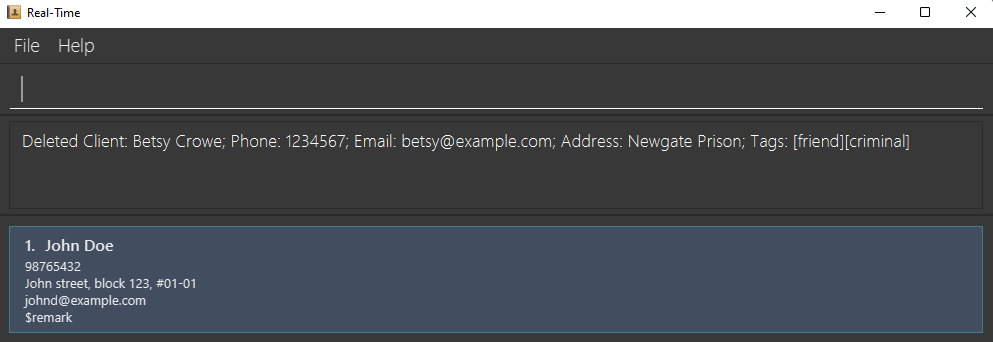 Real-Time
File Help
Deleted Client: Betsy Crowe; Phone: 1234567; Email: betsy@example.com; Address: Newgate Prison; Tags: [friend][criminal]
1. John Doe
98765432
John street, block 123, #01-01
johnd@example.com
$remark